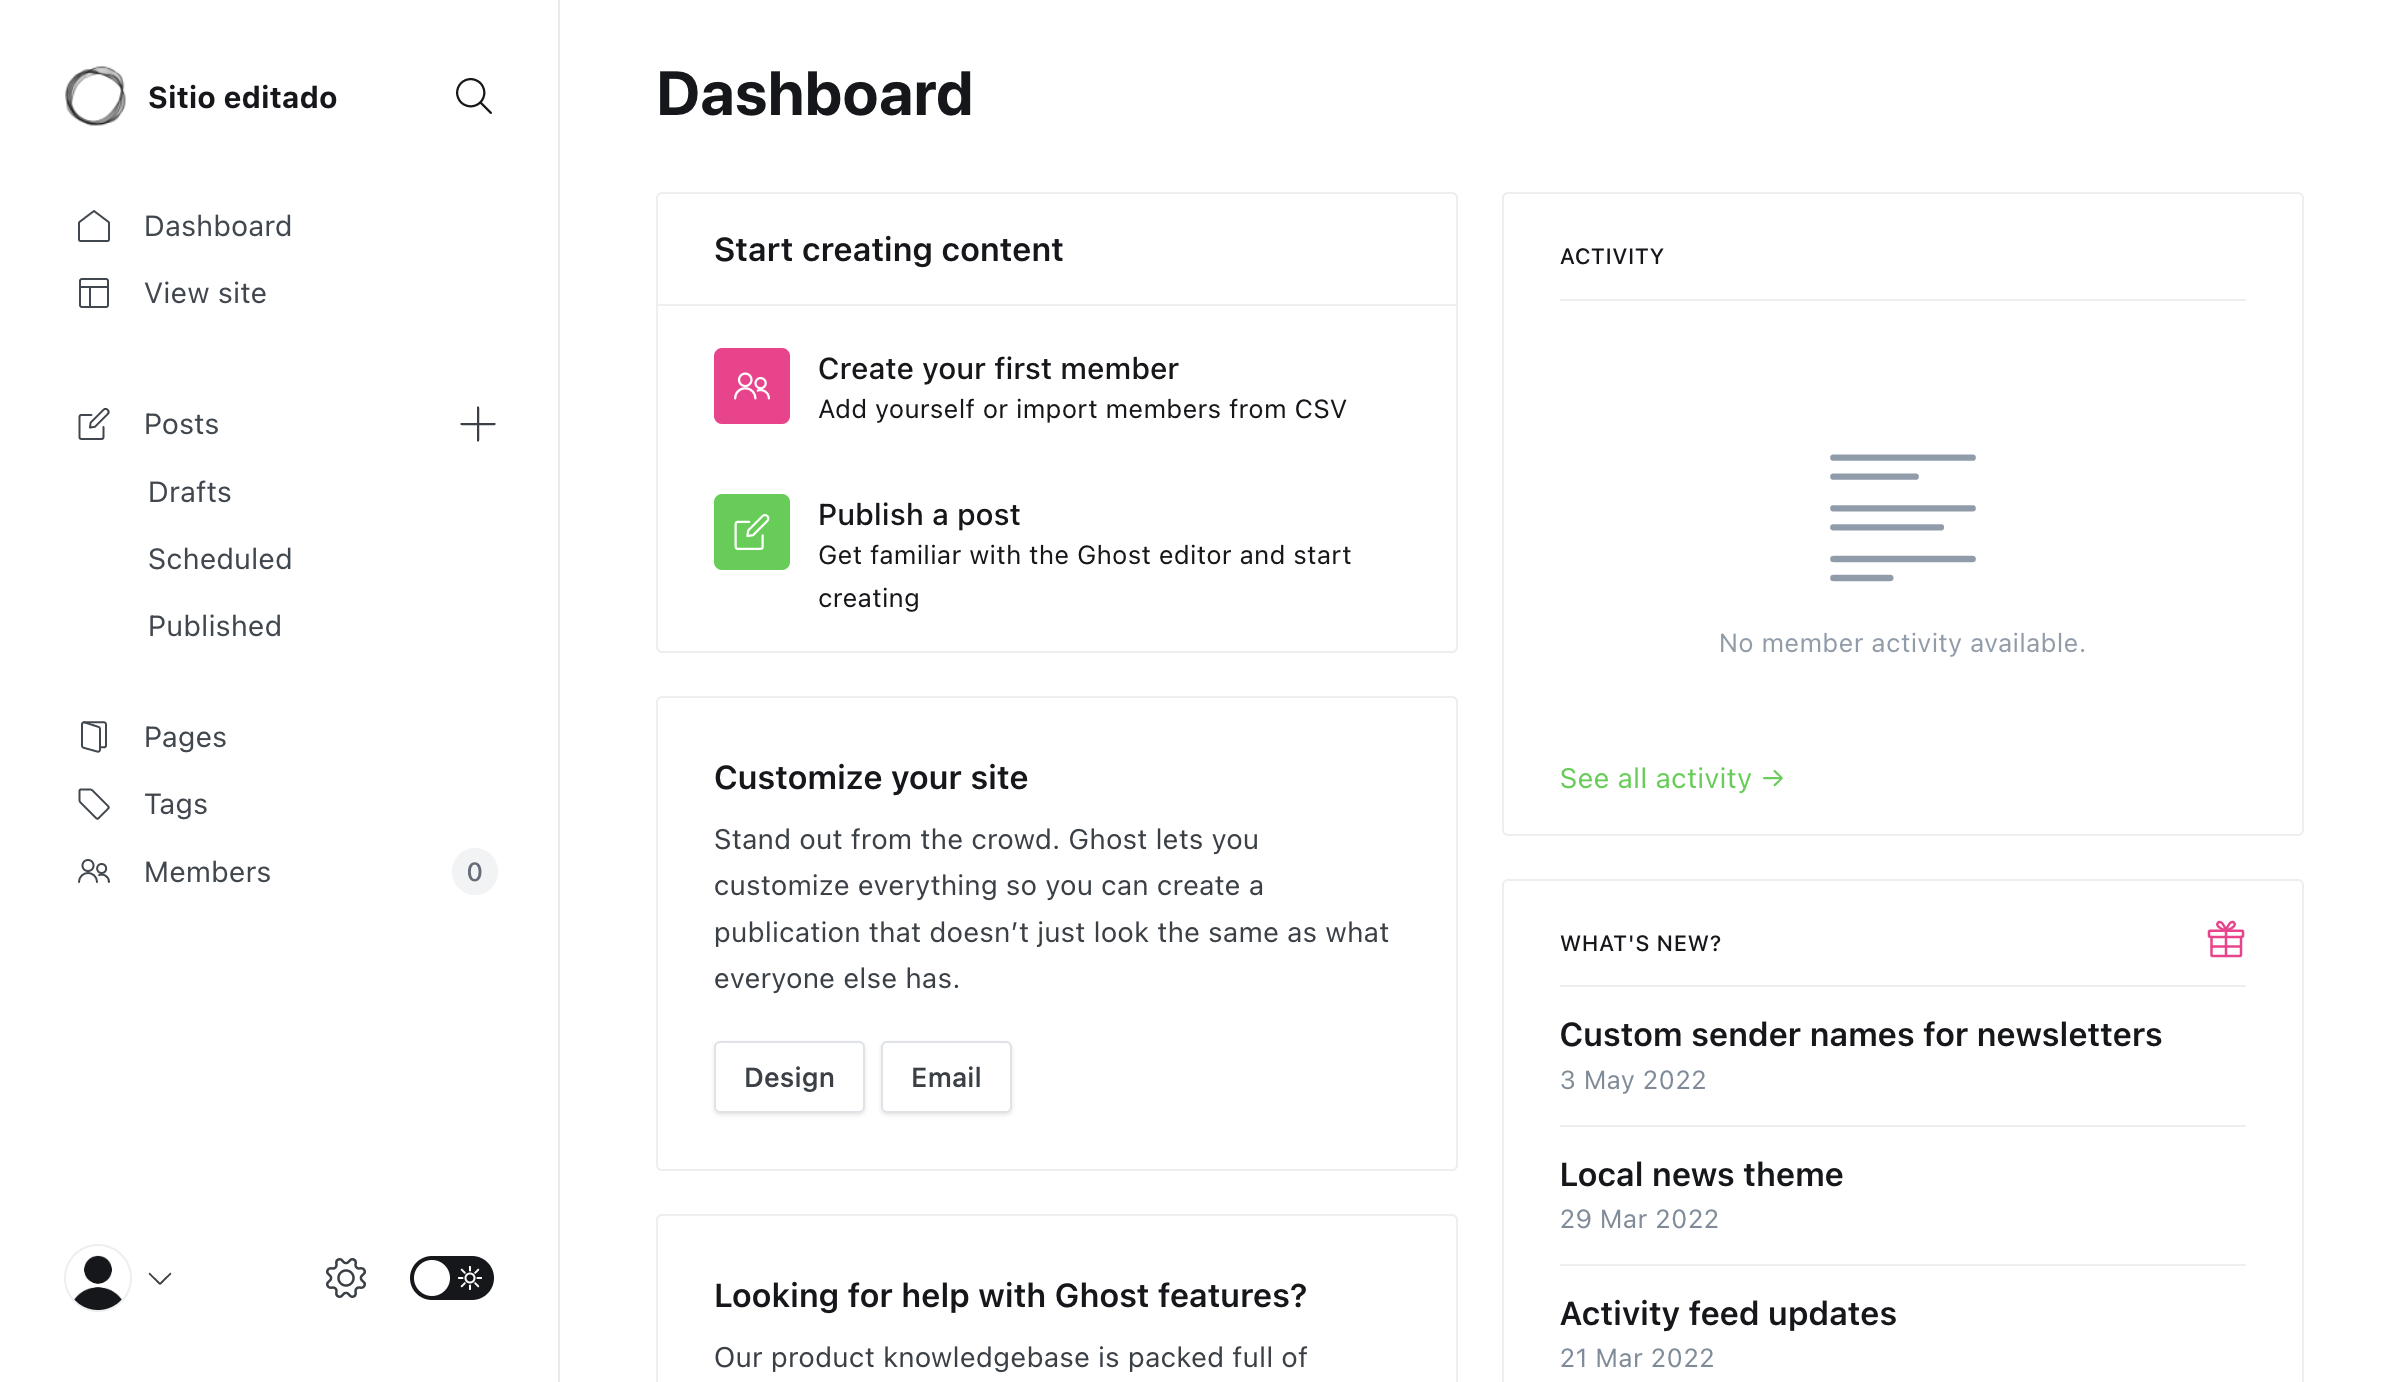 Sitio editado
Dashboard
View site
Posts
Drafts
Scheduled
Published
Pages
Tags
Members
0
Dashboard
Start creating content
Create your first member
Add yourself or import members from CSV
Publish a post
Get familiar with the Ghost editor and start
creating
Customize your site
Stand out from the crowd. Ghost lets you
customize everything so you can create a
publication that doesn’t just look the same as what
everyone else has.
Design
Email
Looking for help with Ghost features?
Our product knowledgebase is packed full of
ACTIVITY
No member activity available.
See all activity →
WHAT'S NEW?
Custom sender names for newsletters
3 May 2022
Local news theme
29 Mar 2022
Activity feed updates
21 Mar 2022